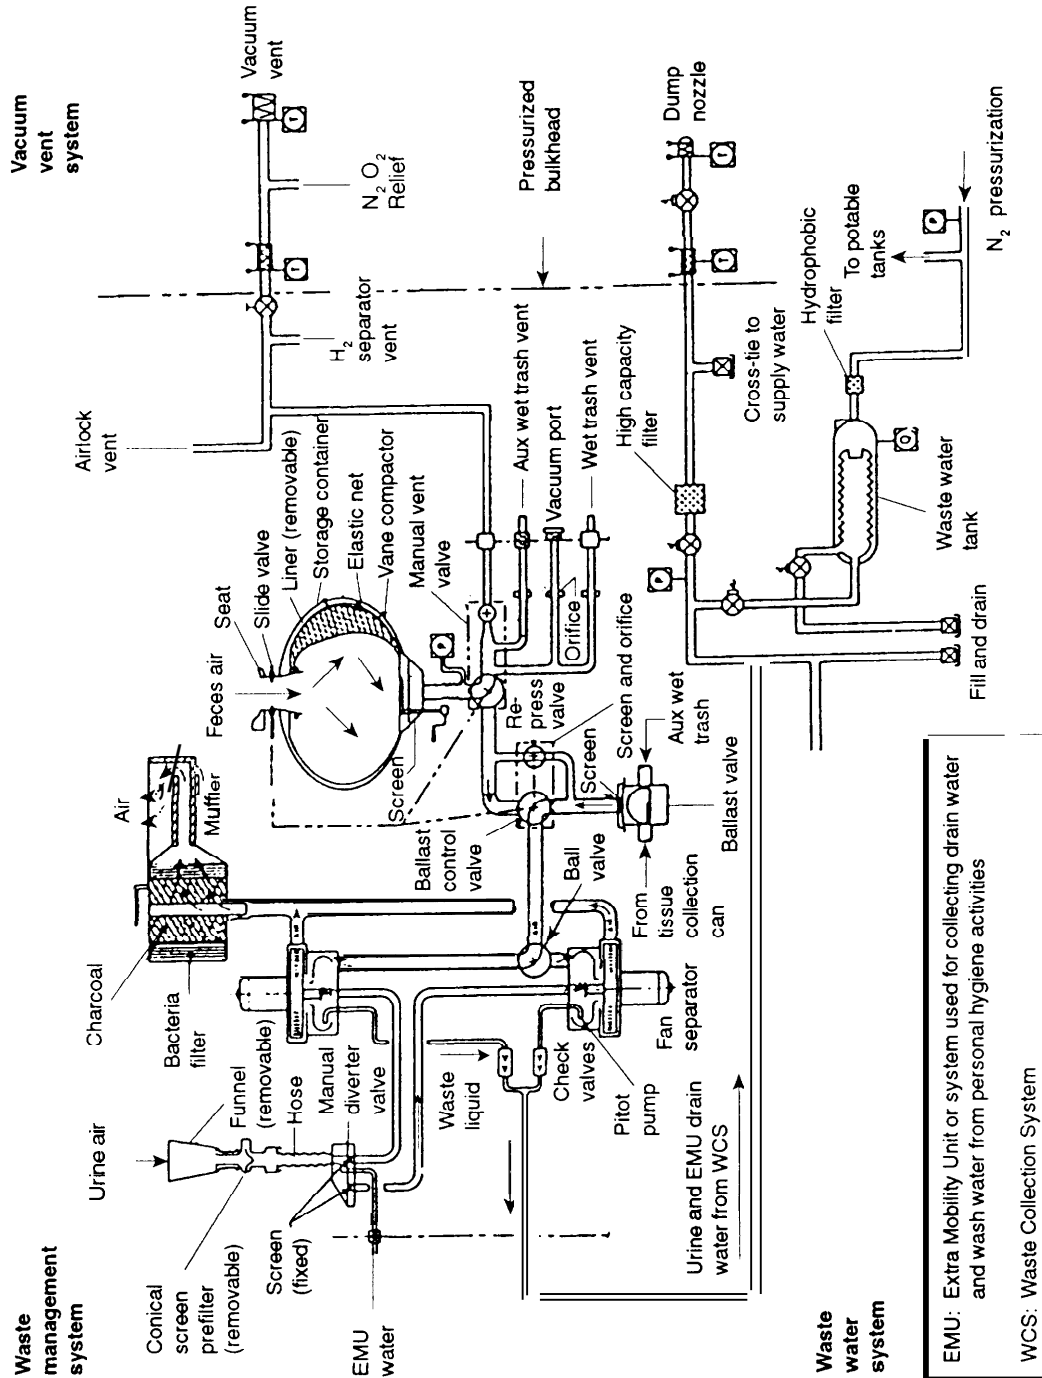 Waste
management
system
Vacuum
vent
system
Urine air
Conical
screen
prefilter
(removable)
Funnel
(removable)
Hose
Screen
(fixed)
EMU
water
Manual
diverter
valve
Waste
liquid
Check
valves
Pitot
pump
Fan
separator
Charcoal
Bacteria
filter
Air
Muffler
Feces air
Seat
Slide valve
Liner (removable)
Storage container
Elastic net
Vane compactor
Manual vent
valve
Screen
Ballast
control
valve
Ball
valve
Re-
press
valve
Orifice
Screen and orifice
Screen
Aux wet
trash
Ballast valve
From
tissue
collection
can
Aux wet trash vent
Vacuum port
Wet trash vent
Airlock
vent
H2
separator
vent
N2 O2
Relief
Vacuum
vent
Pressurized
bulkhead
Dump
nozzle
T
T
T
T
P
P
P
Q
High capacity
filter
Cross-tie to
supply water
Hydrophobic
filter
To potable
tanks
N2 pressurization
Waste water
tank
Fill and drain
Urine and EMU drain
water from WCS
Waste
water
system
EMU: Extra Mobility Unit or system used for collecting drain water
and wash water from personal hygiene activities
WCS: Waste Collection System